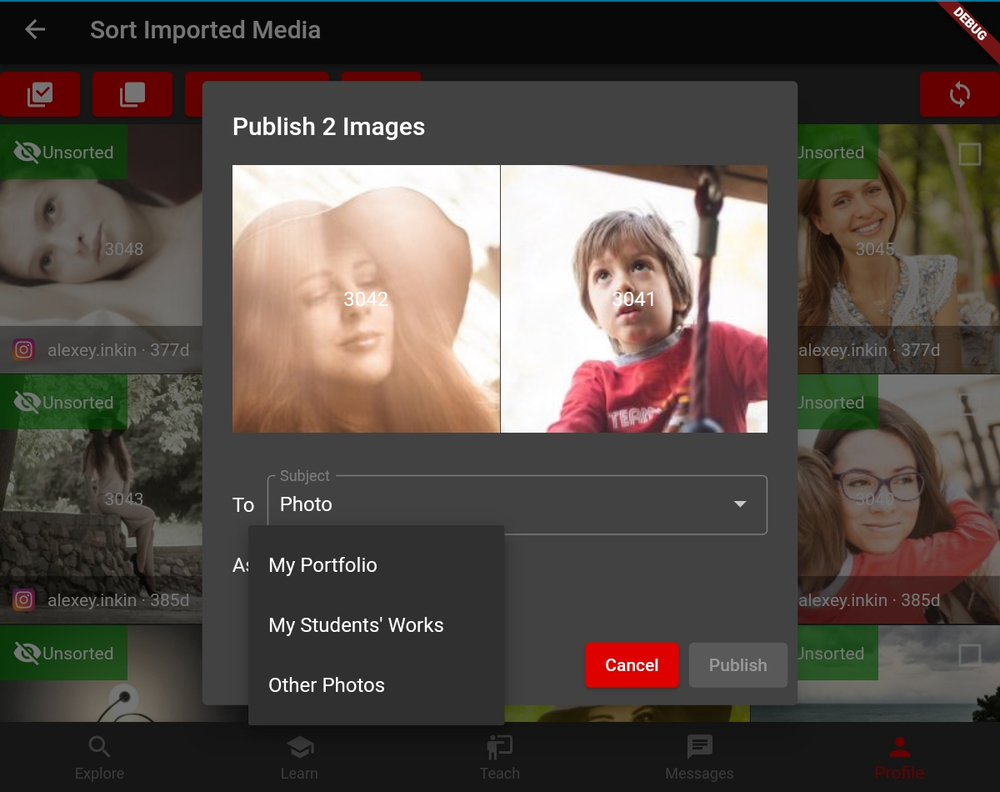 Sort Imported Media
DEBUG
Unsorted
Unsorted
3048
3045
alexey.inkin · 377d
alexey.inkin · 377d
Publish 2 Images
3042
3041
TEAM
Subject
To
Photo
As
My Portfolio
My Students' Works
Other Photos
Cancel
Publish
Unsorted
Unsorted
3043
3040
alexey.inkin · 385d
alexey.inkin · 385d
Unsorted
Unsorted
Explore
Learn
Teach
Messages
Profile